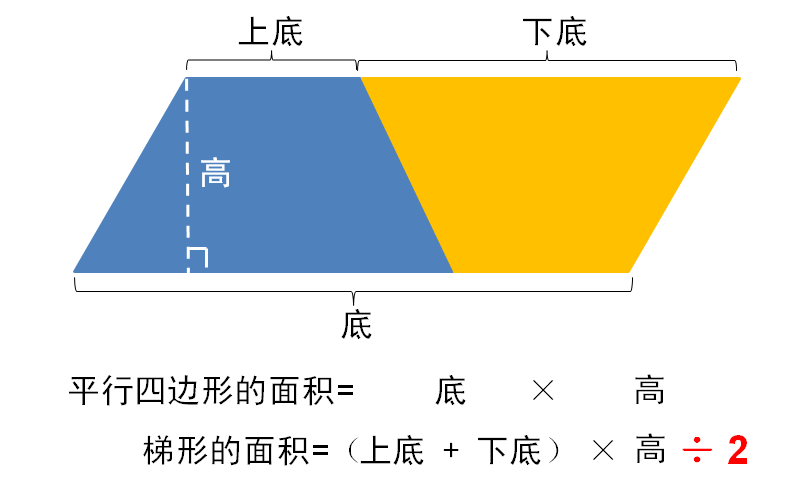 上底 下底
高
底
平行四边形的面积= 底 × 高
梯形的面积=（上底 + 下底） × 高 ÷ 2